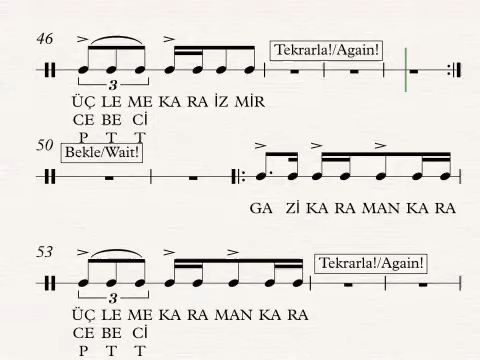 46
Tekrarla!/Again!
3
ÜÇ LE ME KA RA İZ MİR
CE BE Cİ
P T T
50
Bekle/Wait!
GA Zİ KA RA MAN KA RA
53
Tekrarla!/Again!
3
ÜÇ LE ME KA RA MAN KA RA
CE BE Cİ
P T T